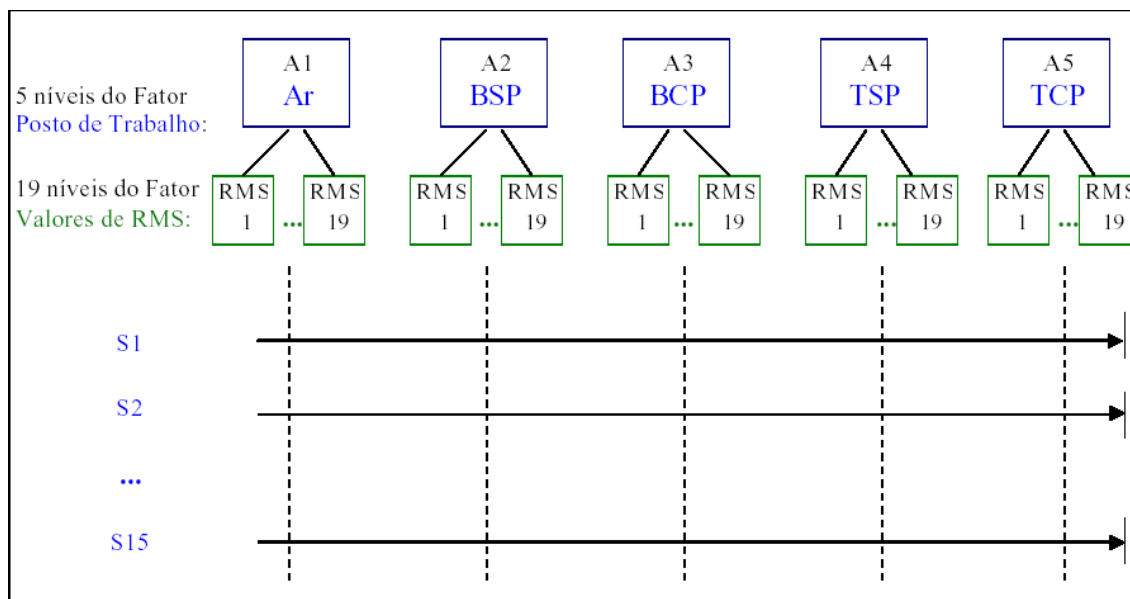 A1 A2 A3 A4 A5
5 níveis do Fator Ar BSP BCP TSP TCP
Posto de Trabalho:
19 níveis do Fator RMS RMS RMS RMS RMS RMS RMS RMS RMS RMS
Valores de RMS: 1 ... 19 1 ... 19 1 ... 19 1 ... 19 1 ... 19
S1
S2
...
S15